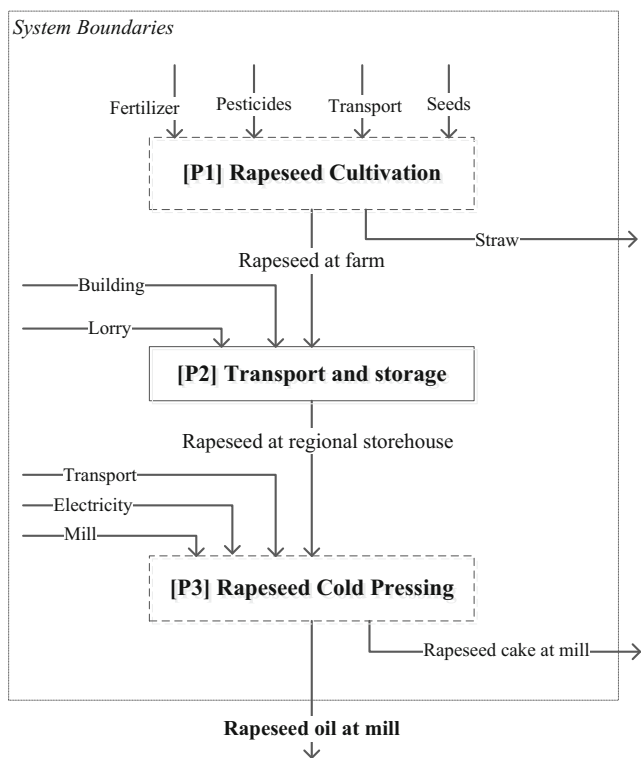 System Boundaries
Fertilizer
Pesticides
Transport
Seeds
[P1] Rapeseed Cultivation
Straw
Rapeseed at farm
Building
Lorry
[P2] Transport and storage
Rapeseed at regional storehouse
Transport
Electricity
Mill
[P3] Rapeseed Cold Pressing
Rapeseed cake at mill
Rapeseed oil at mill